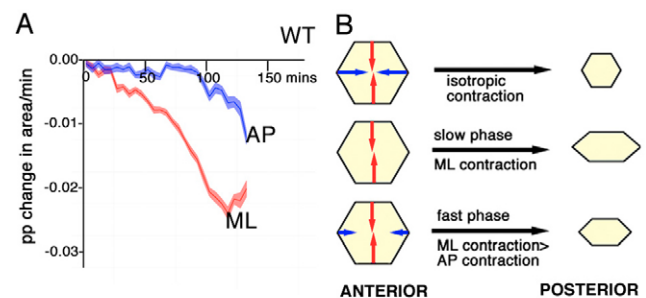 A
WT
0.00
0
50
100
150 mins
-0.01
-0.02
-0.03
pp change in area/min
AP
ML
B
isotropic
contraction
slow phase
ML contraction
fast phase
ML contraction>
AP contraction
ANTERIOR
POSTERIOR